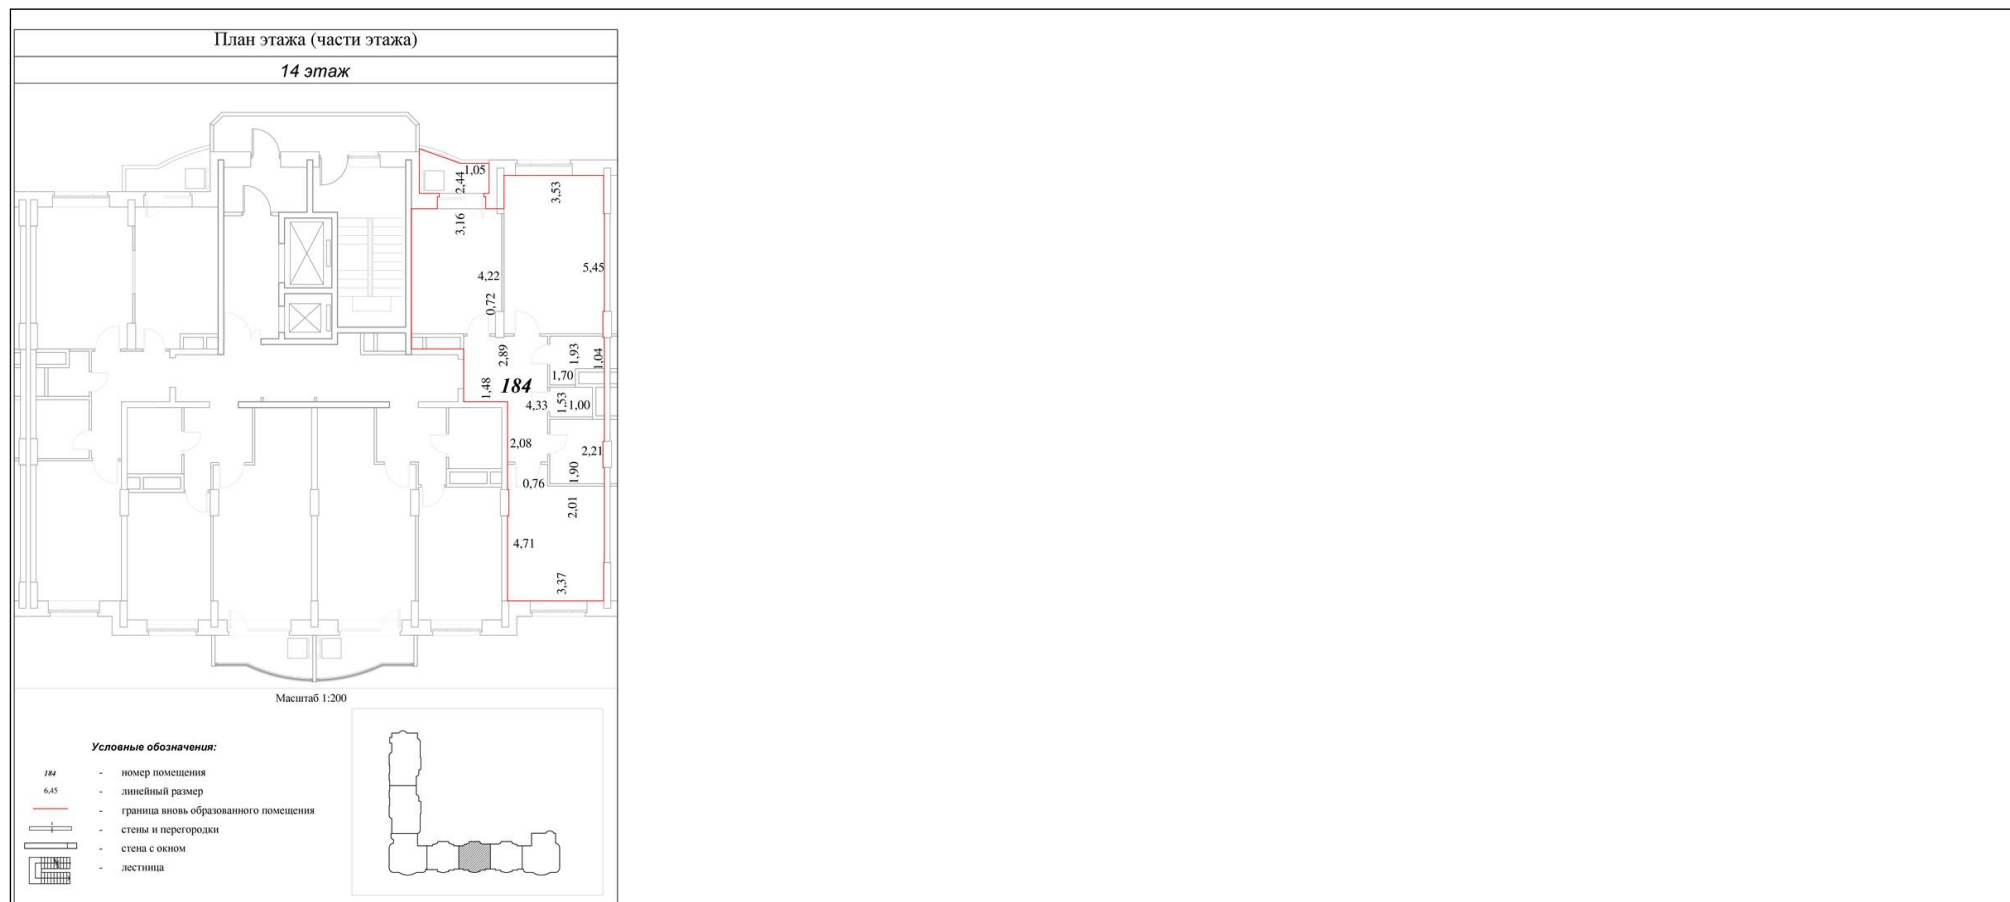 План этажа (части этажа)
14 этаж
1,05
2,44
3,53
3,16
5,45
4,22
0,72
2,89
1,93
1,04
1,70
1,48
184
4,33
1,53
1,00
2,08
2,21
1,90
0,76
2,01
4,71
3,37
Масштаб 1:200
Условные обозначения:
184 - номер помещения
6,45 - линейный размер
- граница вновь образованного помещения
- стены и перегородки
- стена с окном
- лестница